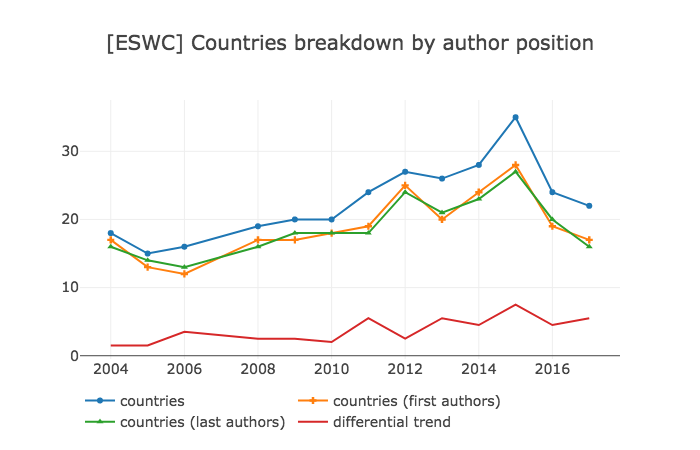 [ESWC] Countries breakdown by author position
30
20
10
0
2004 2006 2008 2010 2012 2014 2016
countries countries (first authors)
countries (last authors) differential trend